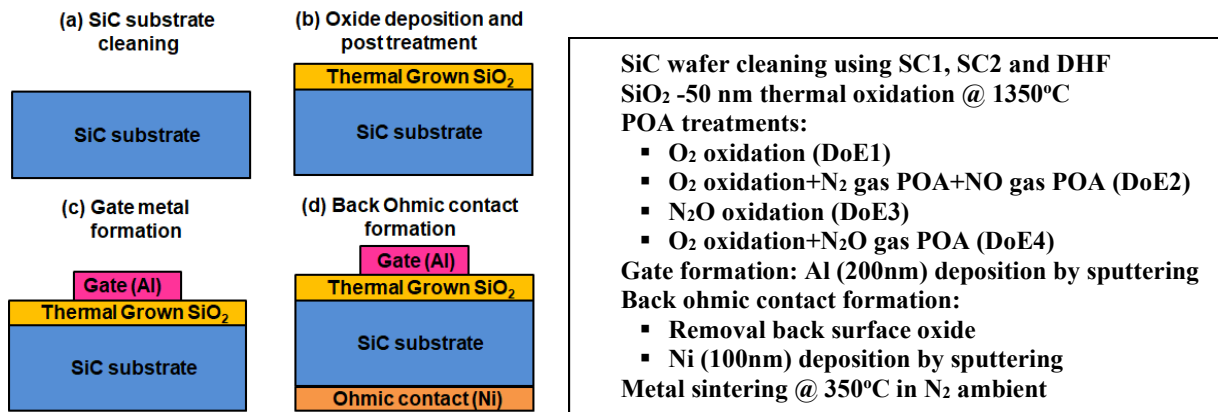 (a) SiC substrate
cleaning
SiC substrate
(b) Oxide deposition and
post treatment
Thermal Grown SiO₂
SiC substrate
(c) Gate metal
formation
Gate (Al)
Thermal Grown SiO₂
SiC substrate
(d) Back Ohmic contact
formation
Gate (Al)
Thermal Grown SiO₂
SiC substrate
Ohmic contact (Ni)
SiC wafer cleaning using SC1, SC2 and DHF
SiO₂ -50 nm thermal oxidation @ 1350°C
POA treatments:
▪ O₂ oxidation (DoE1)
▪ O₂ oxidation+N₂ gas POA+NO gas POA (DoE2)
▪ N₂O oxidation (DoE3)
▪ O₂ oxidation+N₂O gas POA (DoE4)
Gate formation: Al (200nm) deposition by sputtering
Back ohmic contact formation:
▪ Removal back surface oxide
▪ Ni (100nm) deposition by sputtering
Metal sintering @ 350°C in N₂ ambient